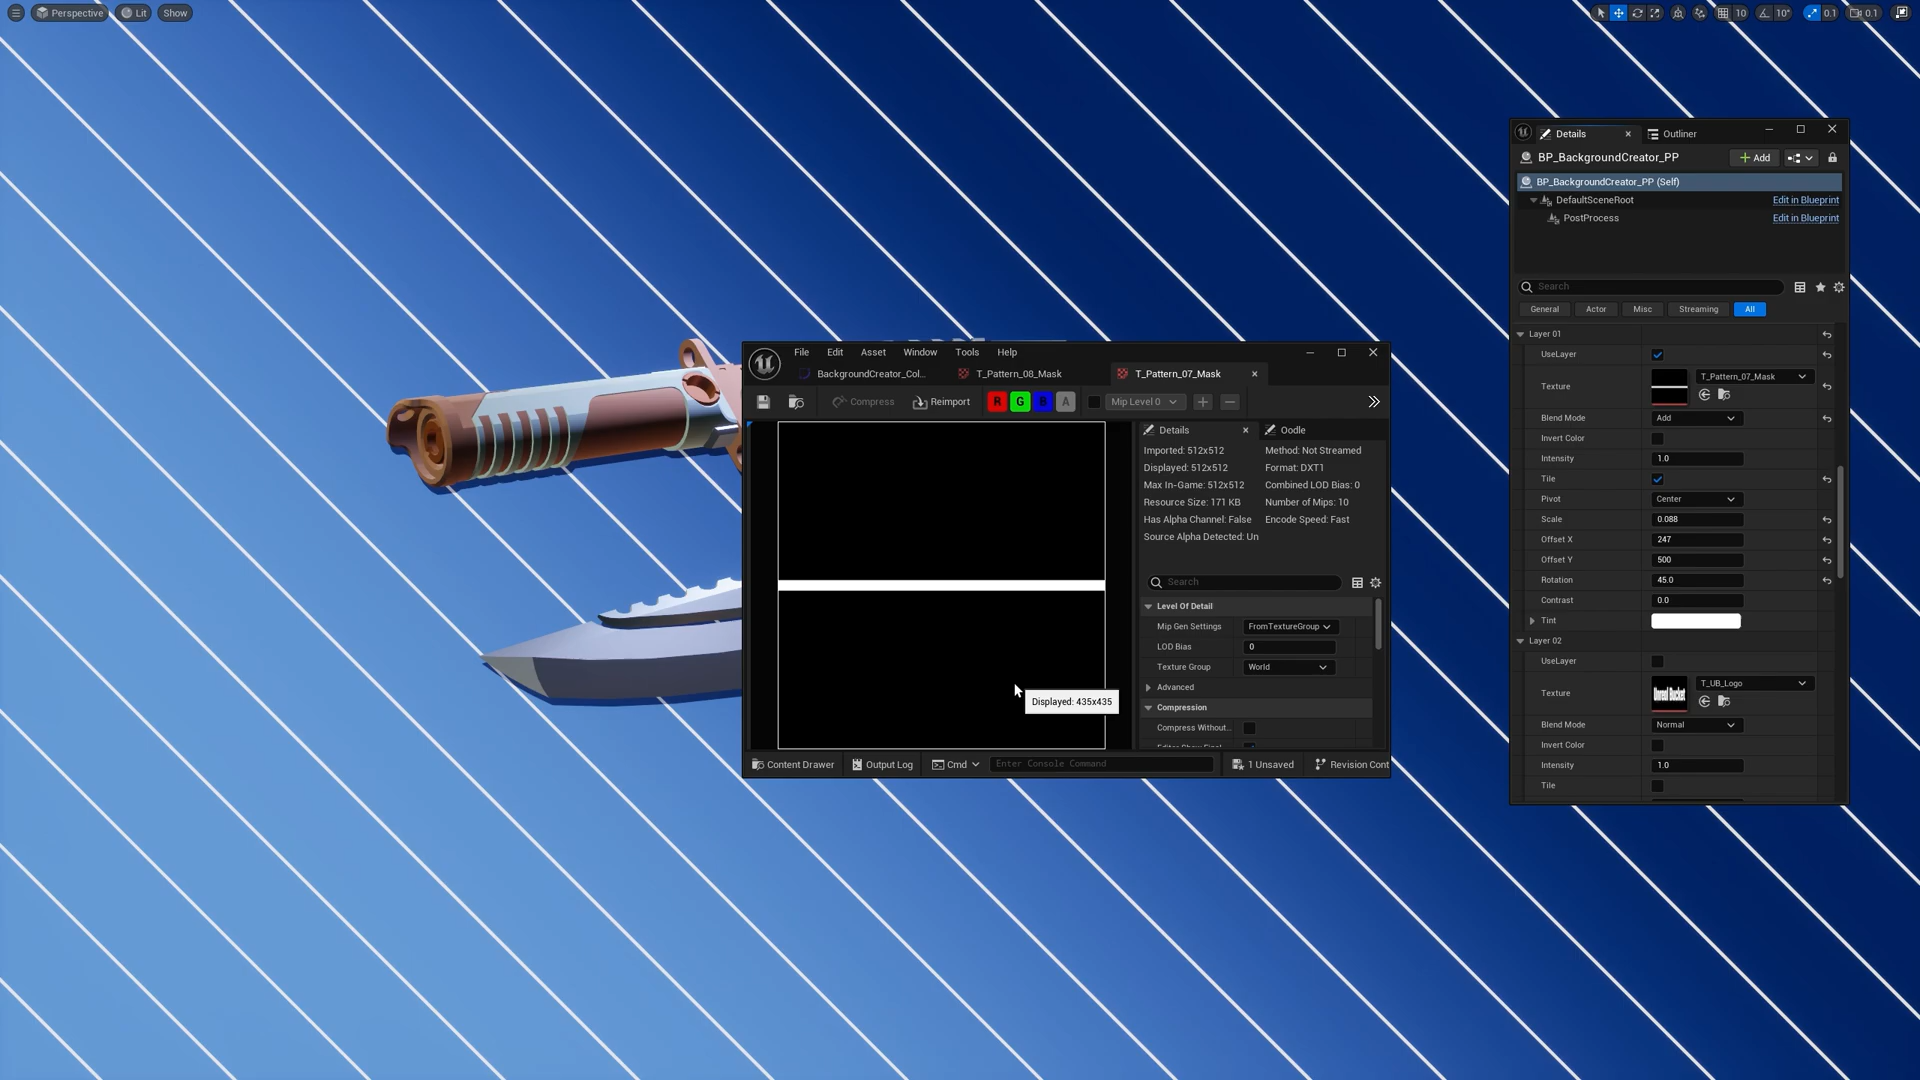 Perspective Lit Show
10 10° 0.1 0.1
Details Outliner
BP_BackgroundCreator_PP + Add
BP_BackgroundCreator_PP (Self)
DefaultSceneRoot Edit in Blueprint
PostProcess Edit in Blueprint
Search
General Actor Misc Streaming All
Layer 01
UseLayer
Texture T_Pattern_07_Mask
Blend Mode Add
Invert Color
Intensity 1.0
Tile
Pivot Center
Scale 0.088
Offset X 247
Offset Y 500
Rotation 45.0
Contrast 0.0
Tint
Layer 02
UseLayer
Texture Unreal Bucket T_UB_Logo
Blend Mode Normal
Invert Color
Intensity 1.0
Tile
File Edit Asset Window Tools Help
BackgroundCreator_Col... T_Pattern_08_Mask T_Pattern_07_Mask
Compress Reimport R G B A Mip Level 0
Details Oodle
Imported: 512x512 Method: Not Streamed
Displayed: 512x512 Format: DXT1
Max In-Game: 512x512 Combined LOD Bias: 0
Resource Size: 171 KB Number of Mips: 10
Has Alpha Channel: False Encode Speed: Fast
Source Alpha Detected: Un
Search
Level Of Detail
Mip Gen Settings FromTextureGroup
LOD Bias 0
Texture Group World
Advanced
Compression
Compress Without...
Displayed: 435x435
Content Drawer Output Log Cmd Enter Console Command 1 Unsaved Revision Cont